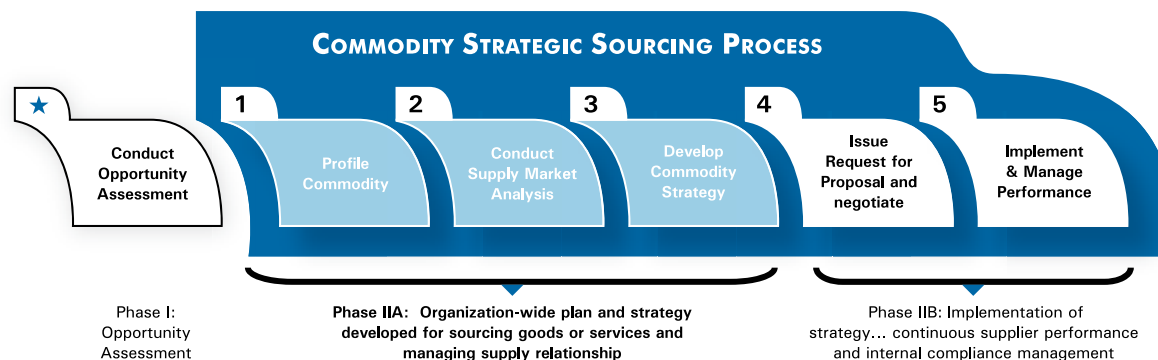 COMMODITY STRATEGIC SOURCING PROCESS
Conduct
Opportunity
Assessment
1
Profile
Commodity
2
Conduct
Supply Market
Analysis
3
Develop
Commodity
Strategy
4
Issue
Request for
Proposal and
negotiate
5
Implement
& Manage
Performance
Phase I:
Opportunity
Assessment
Phase IIA: Organization-wide plan and strategy
developed for sourcing goods or services and
managing supply relationship
Phase IIB: Implementation of
strategy... continuous supplier performance
and internal compliance management